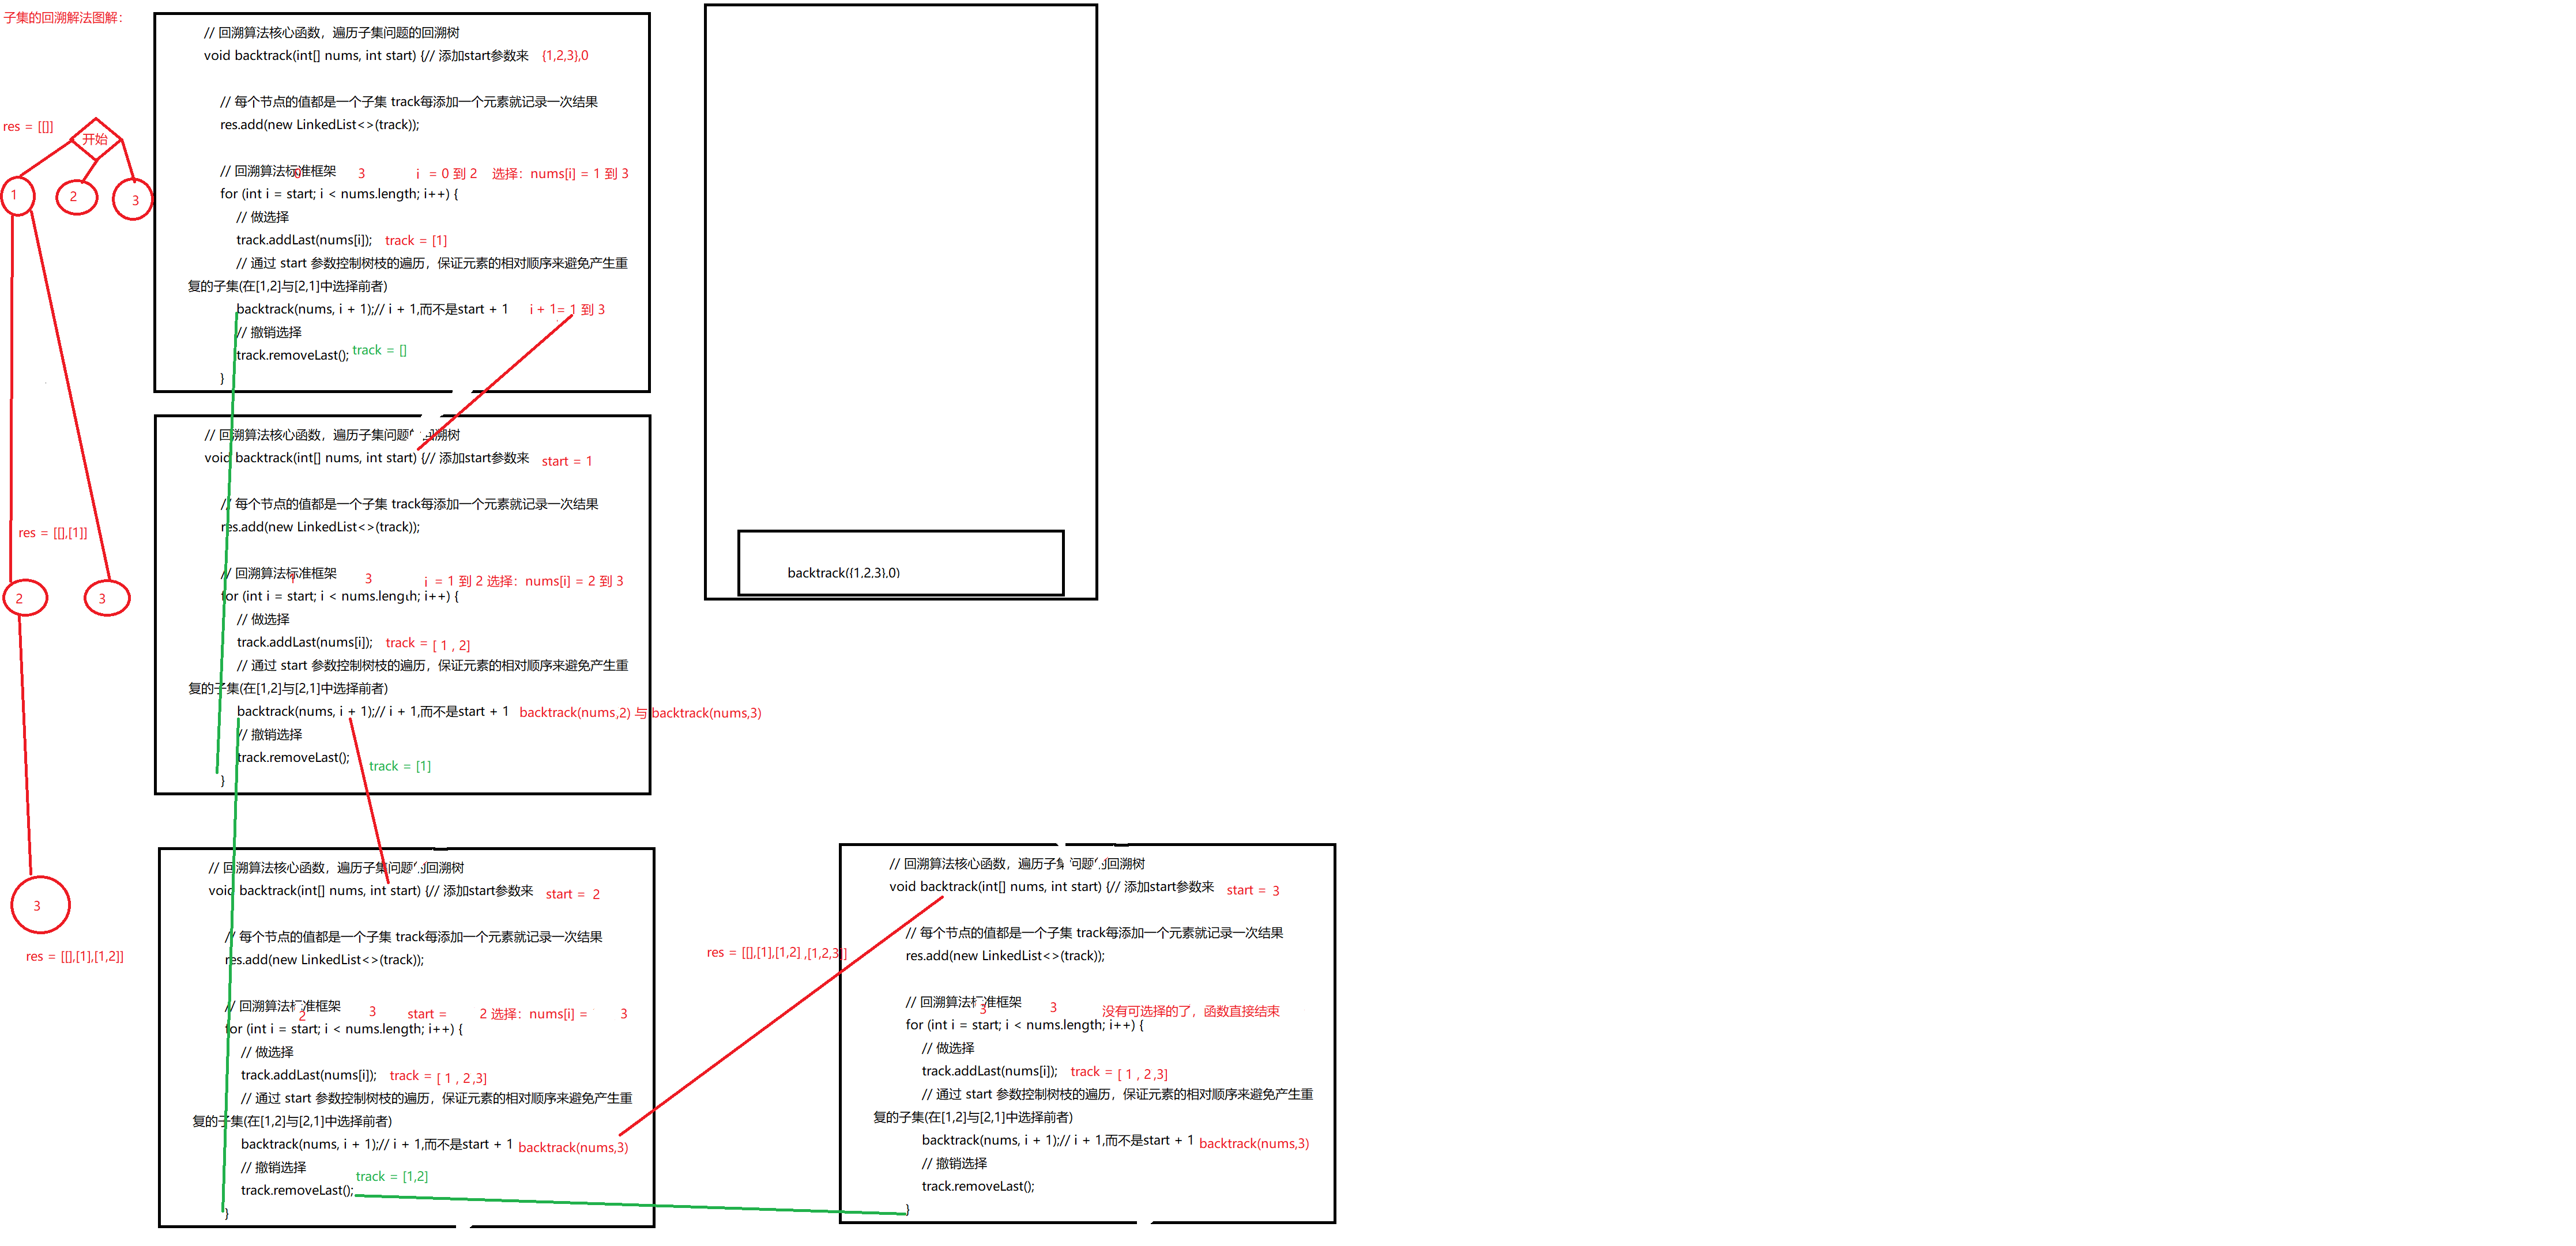 子集的回溯解法图解：
// 回溯算法核心函数，遍历子集问题的回溯树
void backtrack(int[] nums, int start) {// 添加start参数来 {1,2,3},0
// 每个节点的值都是一个子集 track每添加一个元素就记录一次结果
res.add(new LinkedList<>(track));
res = [[]]
开始
1
2
3
// 回溯算法标准框架 3 i = 0 到 2 选择：nums[i] = 1 到 3
for (int i = start; i < nums.length; i++) {
// 做选择
track.addLast(nums[i]); track = [1]
// 通过 start 参数控制树枝的遍历，保证元素的相对顺序来避免产生重
复的子集(在[1,2]与[2,1]中选择前者)
backtrack(nums, i + 1);// i + 1,而不是start + 1 i + 1= 1 到 3
// 撤销选择
track.removeLast(); track = []
}
// 回溯算法核心函数，遍历子集问题的回溯树
void backtrack(int[] nums, int start) {// 添加start参数来 start = 1
// 每个节点的值都是一个子集 track每添加一个元素就记录一次结果
res.add(new LinkedList<>(track));
res = [[],[1]]
2
3
// 回溯算法标准框架 3 i = 1 到 2 选择：nums[i] = 2 到 3
for (int i = start; i < nums.length; i++) {
// 做选择
track.addLast(nums[i]); track = [ 1 , 2]
// 通过 start 参数控制树枝的遍历，保证元素的相对顺序来避免产生重
复的子集(在[1,2]与[2,1]中选择前者)
backtrack(nums, i + 1);// i + 1,而不是start + 1 backtrack(nums,2) 与 backtrack(nums,3)
// 撤销选择
track.removeLast();
track = [1]
}
backtrack({1,2,3},0)
3
res = [[],[1],[1,2]]
// 回溯算法核心函数，遍历子集问题的回溯树
void backtrack(int[] nums, int start) {// 添加start参数来 start = 2
// 每个节点的值都是一个子集 track每添加一个元素就记录一次结果
res.add(new LinkedList<>(track));
// 回溯算法标准框架
2 3 start = 2 选择：nums[i] = 3
for (int i = start; i < nums.length; i++) {
// 做选择
track.addLast(nums[i]); track = [ 1 , 2 ,3]
// 通过 start 参数控制树枝的遍历，保证元素的相对顺序来避免产生重
复的子集(在[1,2]与[2,1]中选择前者)
backtrack(nums, i + 1);// i + 1,而不是start + 1 backtrack(nums,3)
// 撤销选择
track = [1,2]
track.removeLast();
}
res = [[],[1],[1,2] ,[1,2,3]]
// 回溯算法核心函数，遍历子集问题的回溯树
void backtrack(int[] nums, int start) {// 添加start参数来 start = 3
// 每个节点的值都是一个子集 track每添加一个元素就记录一次结果
res.add(new LinkedList<>(track));
// 回溯算法标准框架
3 3 没有可选择的了，函数直接结束
for (int i = start; i < nums.length; i++) {
// 做选择
track.addLast(nums[i]); track = [ 1 , 2 ,3]
// 通过 start 参数控制树枝的遍历，保证元素的相对顺序来避免产生重
复的子集(在[1,2]与[2,1]中选择前者)
backtrack(nums, i + 1);// i + 1,而不是start + 1 backtrack(nums,3)
// 撤销选择
track.removeLast();
}